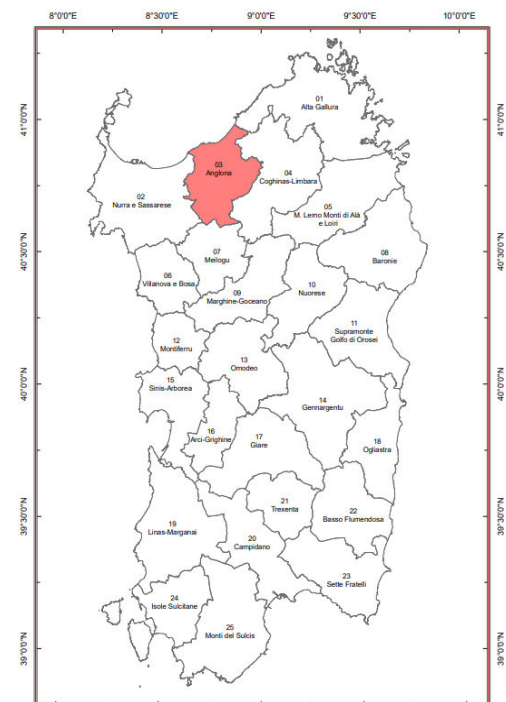 8°0'0"E 8°30'0"E 9°0'0"E 9°30'0"E 10°0'0"E
41°0'0"N
41°0'0"N
40°30'0"N
40°30'0"N
40°0'0"N
40°0'0"N
39°30'0"N
39°30'0"N
39°0'0"N
39°0'0"N
01
Alta Gallura
02
Nurra e Sassarese
03
Anglona
04
Coghinas-Limbara
05
M. Lerno Monti di Alà
e Loiri
06
Villanova e Bosa
07
Meilogu
08
Baronie
09
Marghine-Goceano
10
Nuorese
11
Supramonte
Golfo di Orosei
12
Montiferru
13
Omodeo
14
Gennargentu
15
Sinis-Arborea
16
Arci-Grighine
17
Giare
18
Ogliastra
19
Linas-Marganai
20
Campidano
21
Trexenta
22
Basso Flumendosa
23
Sette Fratelli
24
Isole Sulcitane
25
Monti del Sulcis